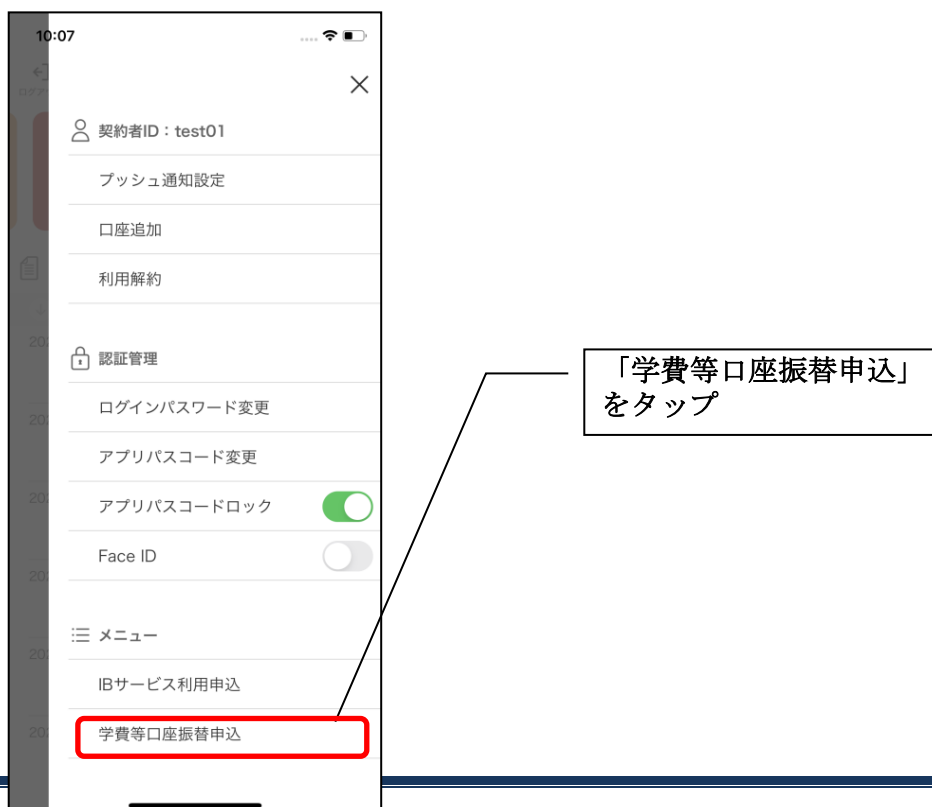 10:07
契約者ID：test01
プッシュ通知設定
口座追加
利用解約
認証管理
ログインパスワード変更
アプリパスコード変更
アプリパスコードロック
Face ID
メニュー
IBサービス利用申込
学費等口座振替申込
「学費等口座振替申込」
をタップ